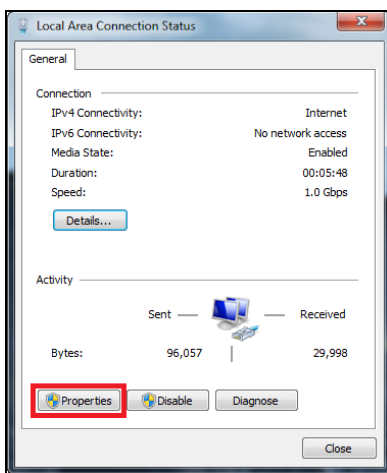 Local Area Connection Status
General
Connection
IPv4 Connectivity: Internet
IPv6 Connectivity: No network access
Media State: Enabled
Duration: 00:05:48
Speed: 1.0 Gbps
Details...
Activity
Sent — — Received
Bytes: 96,057 | 29,998
Properties Disable Diagnose
Close